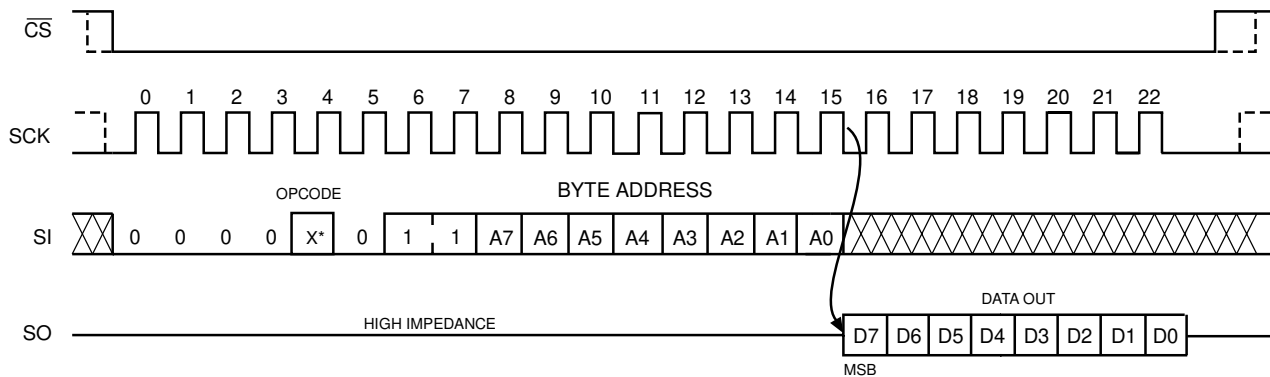 CS
0 1 2 3 4 5 6 7 8 9 10 11 12 13 14 15 16 17 18 19 20 21 22
SCK
OPCODE
BYTE ADDRESS
SI 0 0 0 0 X* 0 1 1 A7 A6 A5 A4 A3 A2 A1 A0
DATA OUT
HIGH IMPEDANCE
SO D7 D6 D5 D4 D3 D2 D1 D0
MSB